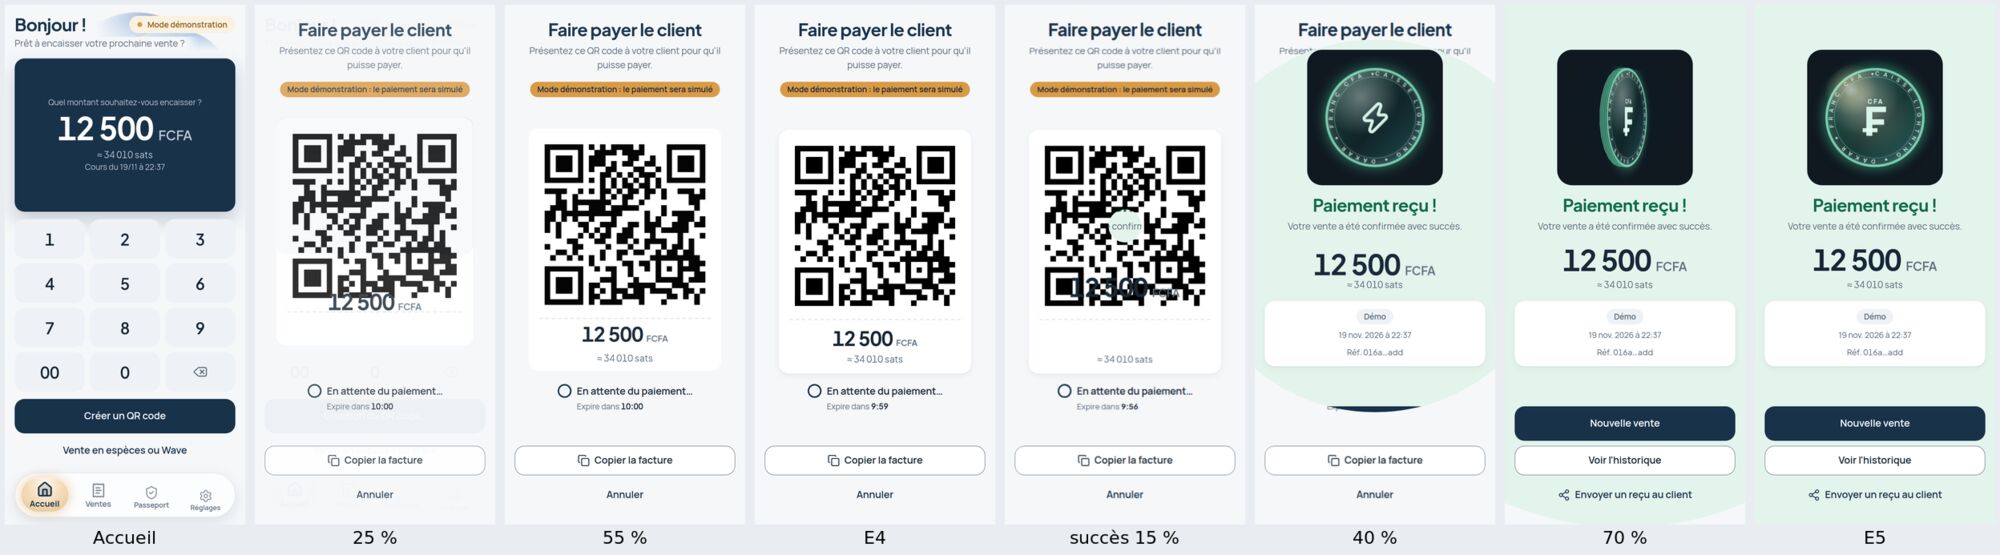 Bonjour !
Mode démonstration
Prêt à encaisser votre prochaine vente ?
Quel montant souhaitez-vous encaisser ?
12 500 FCFA
≈ 34 010 sats
Cours du 19/11 à 22:37
1 2 3
4 5 6
7 8 9
00 0
Créer un QR code
Vente en espèces ou Wave
Accueil Ventes Passeport Réglages
Accueil
Faire payer le client
Présentez ce QR code à votre client pour qu'il
puisse payer.
Mode démonstration : le paiement sera simulé
12 500 FCFA
En attente du paiement...
Expire dans 10:00
Copier la facture
Annuler
25 %
Faire payer le client
Présentez ce QR code à votre client pour qu'il
puisse payer.
Mode démonstration : le paiement sera simulé
12 500 FCFA
≈ 34 010 sats
En attente du paiement...
Expire dans 10:00
Copier la facture
Annuler
55 %
Faire payer le client
Présentez ce QR code à votre client pour qu'il
puisse payer.
Mode démonstration : le paiement sera simulé
12 500 FCFA
≈ 34 010 sats
En attente du paiement...
Expire dans 9:59
Copier la facture
Annuler
E4
Faire payer le client
Présentez ce QR code à votre client pour qu'il
puisse payer.
Mode démonstration : le paiement sera simulé
confirm
12 500 FCFA
≈ 34 010 sats
En attente du paiement...
Expire dans 9:56
Copier la facture
Annuler
succès 15 %
Faire payer le client
FRANC CFA • CAISSE LIGHTNING • DAKAR •
Paiement reçu !
Votre vente a été confirmée avec succès.
12 500 FCFA
≈ 34 010 sats
Démo
19 nov. 2026 à 22:37
Réf. 016a...add
Copier la facture
Annuler
40 %
Paiement reçu !
Votre vente a été confirmée avec succès.
12 500 FCFA
≈ 34 010 sats
Démo
19 nov. 2026 à 22:37
Réf. 016a...add
Nouvelle vente
Voir l'historique
Envoyer un reçu au client
70 %
FRANC CFA • CAISSE LIGHTNING • DAKAR •
CFA
Paiement reçu !
Votre vente a été confirmée avec succès.
12 500 FCFA
≈ 34 010 sats
Démo
19 nov. 2026 à 22:37
Réf. 016a...add
Nouvelle vente
Voir l'historique
Envoyer un reçu au client
E5